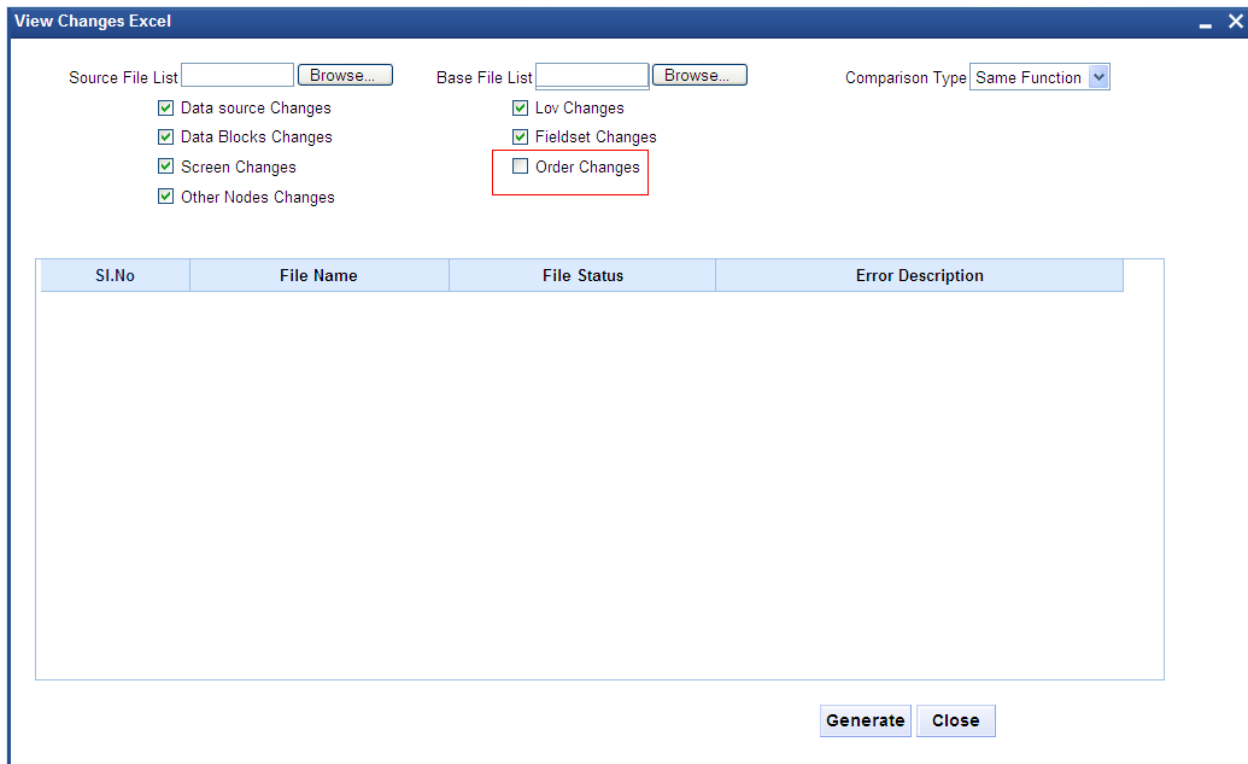 View Changes Excel
Source File List Browse... Base File List Browse... Comparison Type Same Function
Data source Changes Lov Changes
Data Blocks Changes Fieldset Changes
Screen Changes Order Changes
Other Nodes Changes
Sl.No File Name File Status Error Description
Generate Close